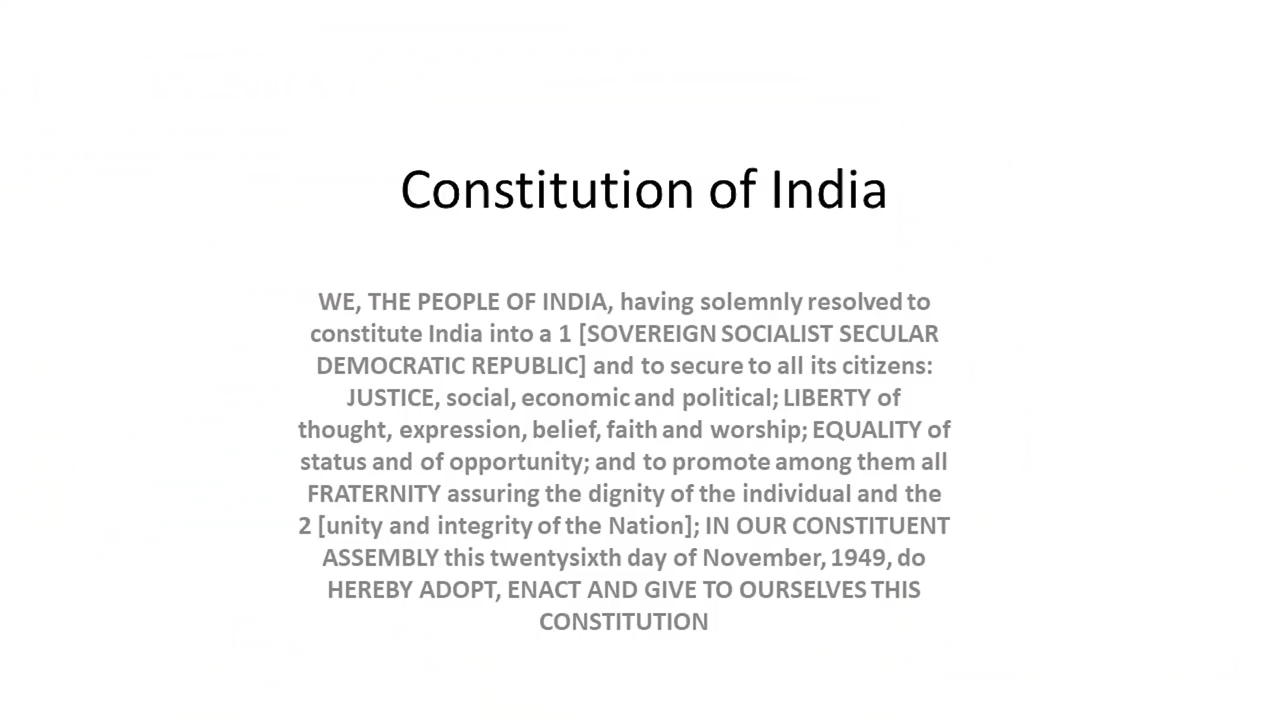 Constitution of India
WE, THE PEOPLE OF INDIA, having solemnly resolved to
constitute India into a 1 [SOVEREIGN SOCIALIST SECULAR
DEMOCRATIC REPUBLIC] and to secure to all its citizens:
JUSTICE, social, economic and political; LIBERTY of
thought, expression, belief, faith and worship; EQUALITY of
status and of opportunity; and to promote among them all
FRATERNITY assuring the dignity of the individual and the
2 [unity and integrity of the Nation]; IN OUR CONSTITUENT
ASSEMBLY this twentysixth day of November, 1949, do
HEREBY ADOPT, ENACT AND GIVE TO OURSELVES THIS
CONSTITUTION